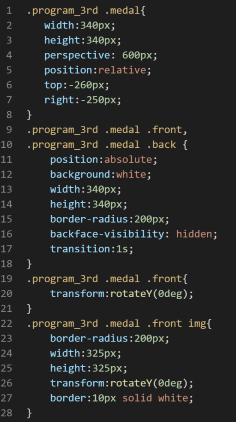 1 .program_3rd .medal{
2 width:340px;
3 height:340px;
4 perspective: 600px;
5 position:relative;
6 top:-260px;
7 right:-250px;
8 }
9 .program_3rd .medal .front,
10 .program_3rd .medal .back {
11 position:absolute;
12 background:white;
13 width:340px;
14 height:340px;
15 border-radius:200px;
16 backface-visibility: hidden;
17 transition:1s;
18 }
19 .program_3rd .medal .front{
20 transform:rotateY(0deg);
21 }
22 .program_3rd .medal .front img{
23 border-radius:200px;
24 width:325px;
25 height:325px;
26 transform:rotateY(0deg);
27 border:10px solid white;
28 }